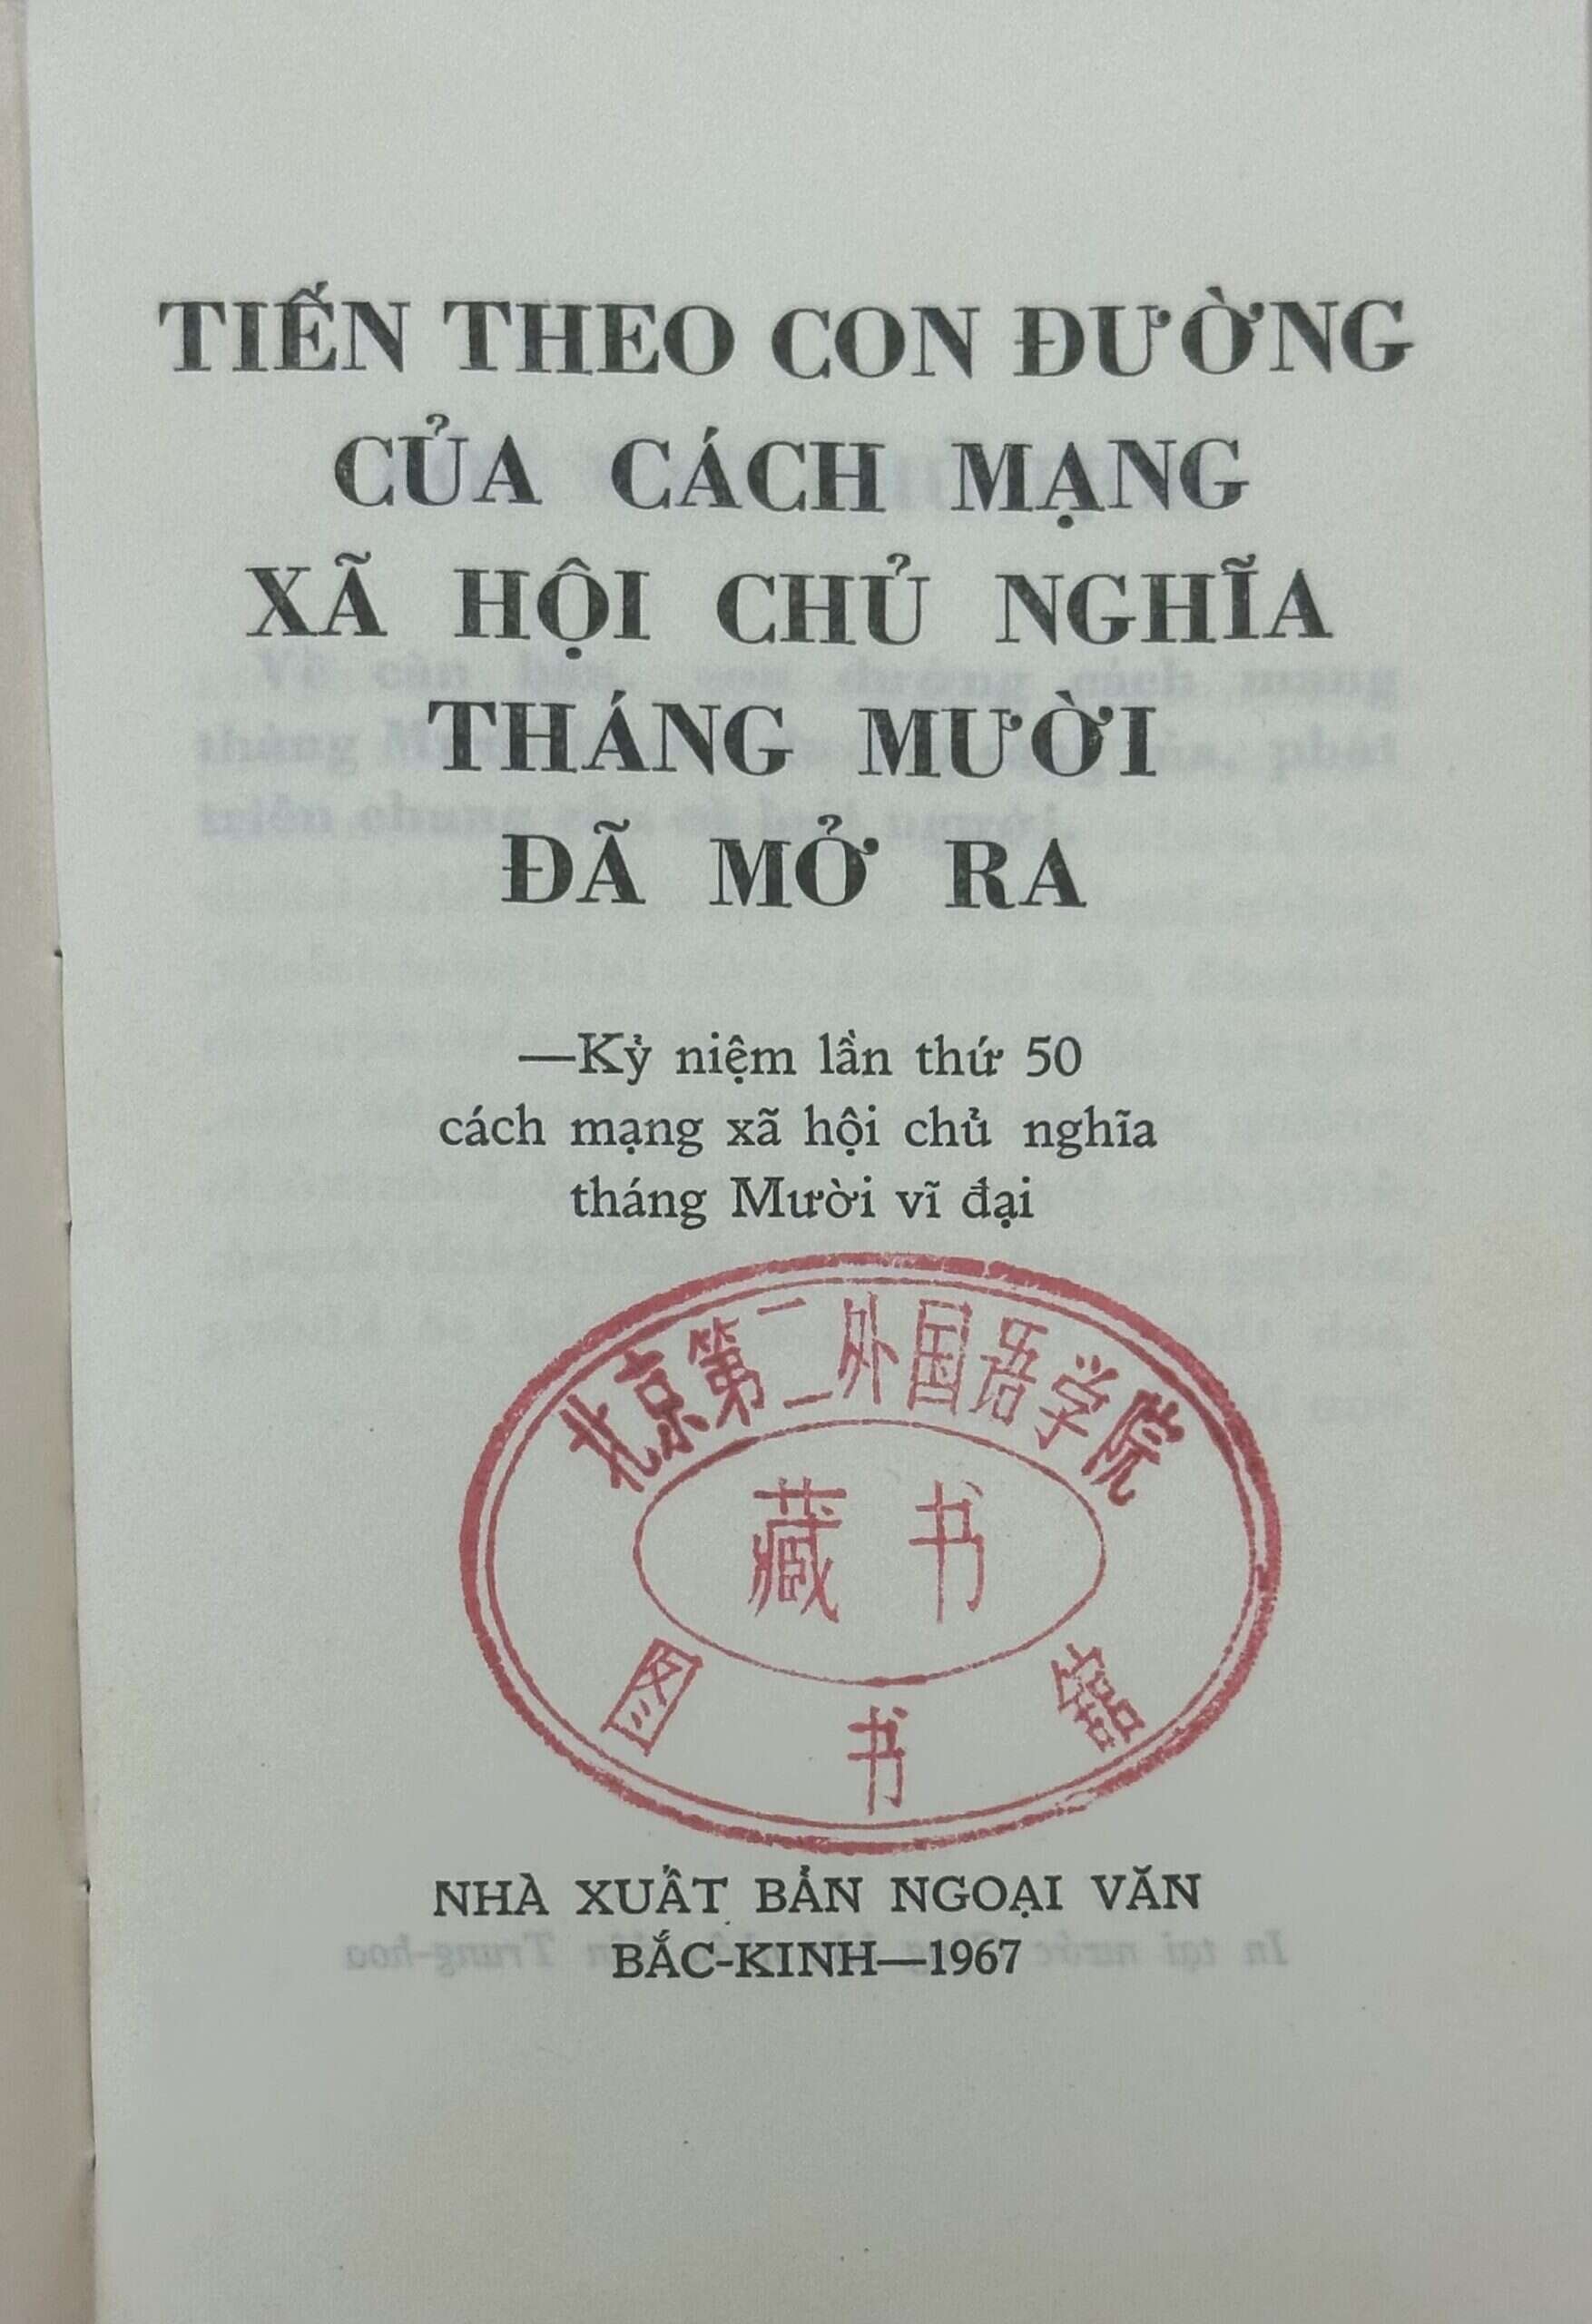 TIẾN THEO CON ĐƯỜNG
CỦA CÁCH MẠNG
XÃ HỘI CHỦ NGHĨA
THÁNG MƯỜI
ĐÃ MỞ RA
—Kỷ niệm lần thứ 50
cách mạng xã hội chủ nghĩa
tháng Mười vĩ đại
北京第二外国语学院
藏书
图书馆
NHÀ XUẤT BẢN NGOẠI VĂN
BẮC-KINH—1967